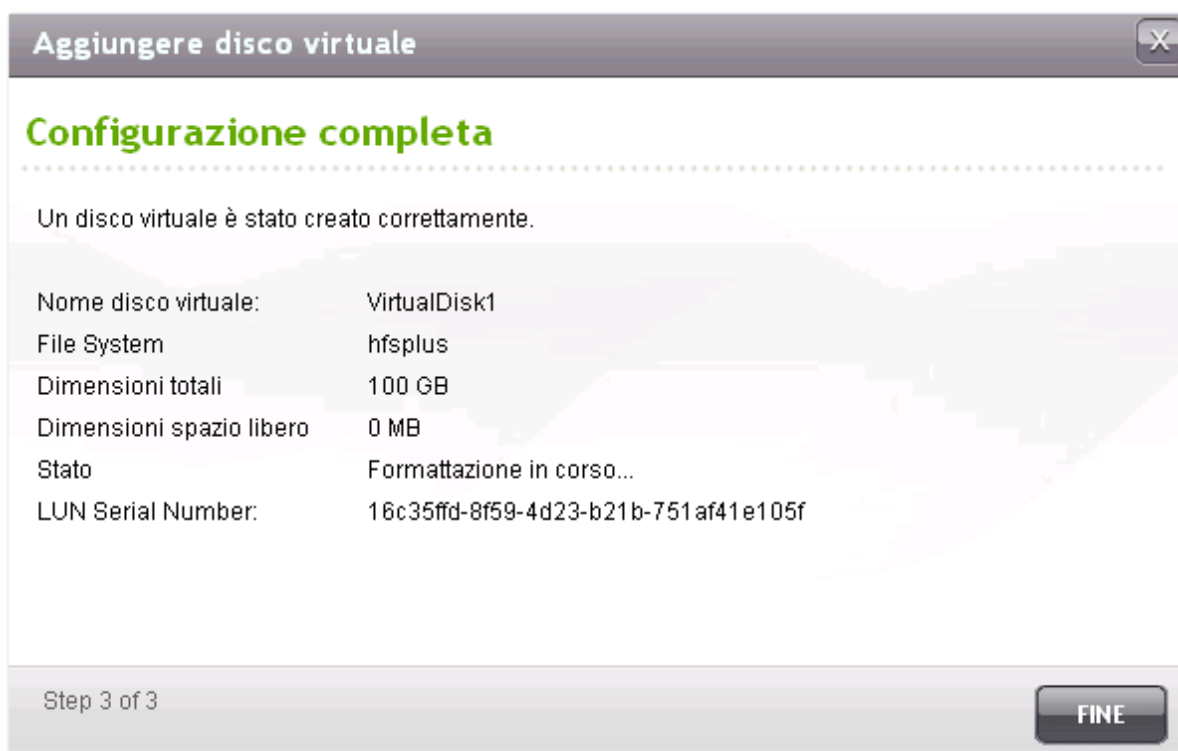 Aggiungere disco virtuale
X
Configurazione completa
Un disco virtuale è stato creato correttamente.
Nome disco virtuale: VirtualDisk1
File System hfsplus
Dimensioni totali 100 GB
Dimensioni spazio libero 0 MB
Stato Formattazione in corso...
LUN Serial Number: 16c35ffd-8f59-4d23-b21b-751af41e105f
Step 3 of 3
FINE